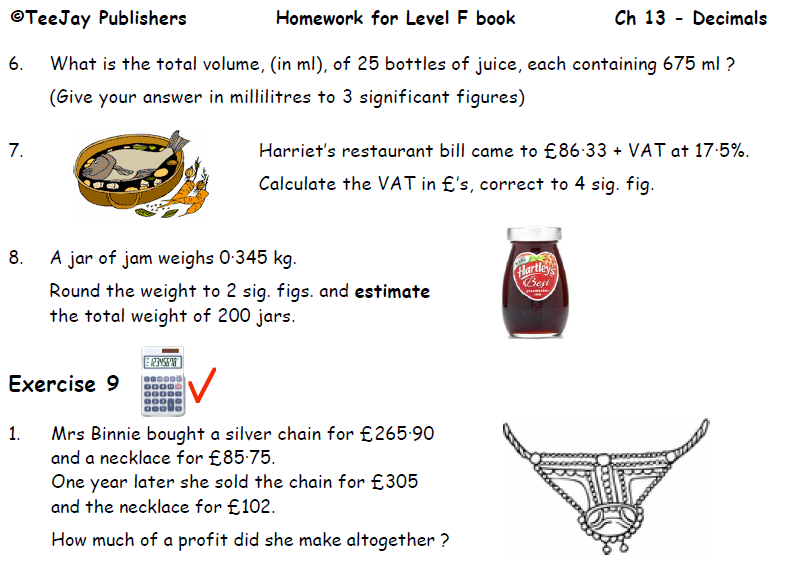 ©TeeJay Publishers Homework for Level F book Ch 13 - Decimals
6. What is the total volume, (in ml), of 25 bottles of juice, each containing 675 ml ?
(Give your answer in millilitres to 3 significant figures)
7. Harriet's restaurant bill came to £86·33 + VAT at 17·5%.
Calculate the VAT in £'s, correct to 4 sig. fig.
8. A jar of jam weighs 0·345 kg.
Round the weight to 2 sig. figs. and estimate
the total weight of 200 jars.
Hartley's
Best
Exercise 9
12345678
1. Mrs Binnie bought a silver chain for £265·90
and a necklace for £85·75.
One year later she sold the chain for £305
and the necklace for £102.
How much of a profit did she make altogether ?